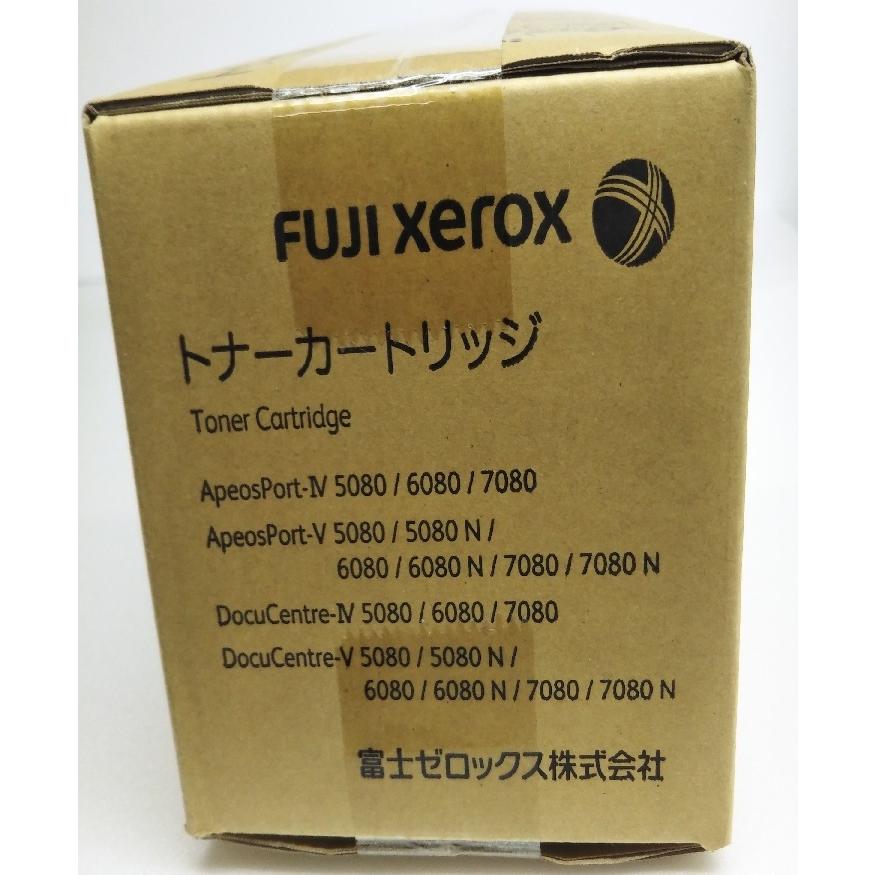 FUJI xerox
トナーカートリッジ
Toner Cartridge
ApeosPort-Ⅳ 5080 / 6080 / 7080
ApeosPort-V 5080 / 5080 N /
6080 / 6080 N / 7080 / 7080 N
DocuCentre-Ⅳ 5080 / 6080 / 7080
DocuCentre-V 5080 / 5080 N /
6080 / 6080 N / 7080 / 7080 N
富士ゼロックス株式会社